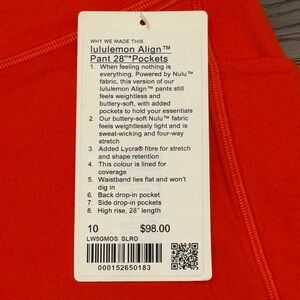 WHY WE MADE THIS
lululemon Align™
Pant 28"*Pockets
1. When feeling nothing is
everything. Powered by Nulu™
fabric, this version of our
lululemon Align™ pants still
feels weightless and
buttery-soft, with added
pockets to hold your essentials
2. Our buttery-soft Nulu™ fabric
feels weightlessly light and is
sweat-wicking and four-way
stretch
3. Added Lycra® fibre for stretch
and shape retention
4. This colour is lined for
coverage
5. Waistband lies flat and won't
dig in
6. Back drop-in pocket
7. Side drop-in pockets
8. High rise, 28" length
10 $98.00
LW5GMOS SLRO
000152650183